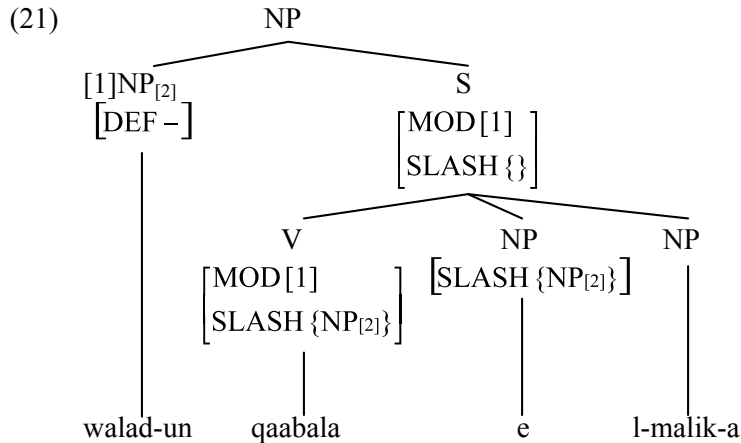 (21) NP
[1]NP[2] S
[DEF –] [MOD [1]
SLASH {}]
V NP NP
[MOD [1] [SLASH {NP[2]}]
SLASH {NP[2]}]
walad-un qaabala e l-malik-a